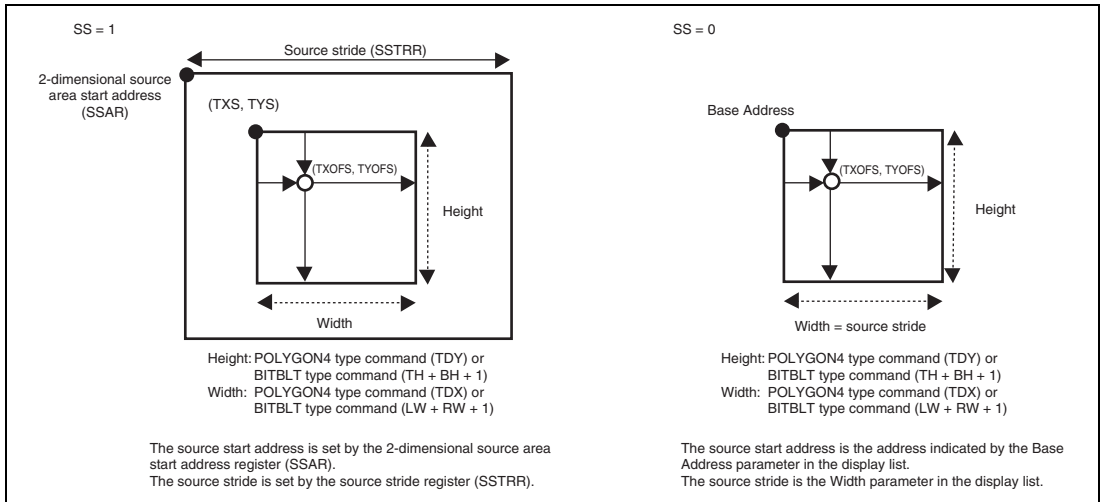 SS = 1
Source stride (SSTRR)
2-dimensional source
area start address
(SSAR)
(TXS, TYS)
(TXOFS, TYOFS)
Height
Width
Height: POLYGON4 type command (TDY) or
BITBLT type command (TH + BH + 1)
Width: POLYGON4 type command (TDX) or
BITBLT type command (LW + RW + 1)
The source start address is set by the 2-dimensional source area
start address register (SSAR).
The source stride is set by the source stride register (SSTRR).
SS = 0
Base Address
(TXOFS, TYOFS)
Height
Width = source stride
Height: POLYGON4 type command (TDY) or
BITBLT type command (TH + BH + 1)
Width: POLYGON4 type command (TDX) or
BITBLT type command (LW + RW + 1)
The source start address is the address indicated by the Base
Address parameter in the display list.
The source stride is the Width parameter in the display list.